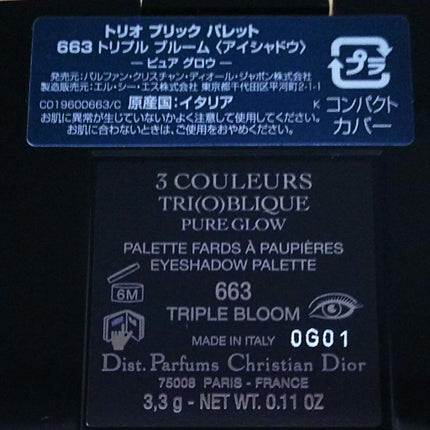 トリオ ブリック パレット
663 トリプル ブルーム〈アイシャドウ〉
― ピュア グロウ ―
発売元：パルファン・クリスチャン・ディオール・ジャポン株式会社
製造販売元：エル・シー・エス株式会社 東京都千代田区平河町2-1-1
CD19600663/C 原産国：イタリア K
お肌に異常が生じていないかよく注意して使用してください。
お肌に合わないときは、ご使用をおやめください。
プラ
コンパクト
カバー
3 COULEURS
TRI(O)BLIQUE
PURE GLOW
PALETTE FARDS À PAUPIÈRES
EYESHADOW PALETTE
6M
663
TRIPLE BLOOM
MADE IN ITALY 0G01
Dist. Parfums Christian Dior
75008 PARIS - FRANCE
3,3 g - NET WT. 0.11 OZ